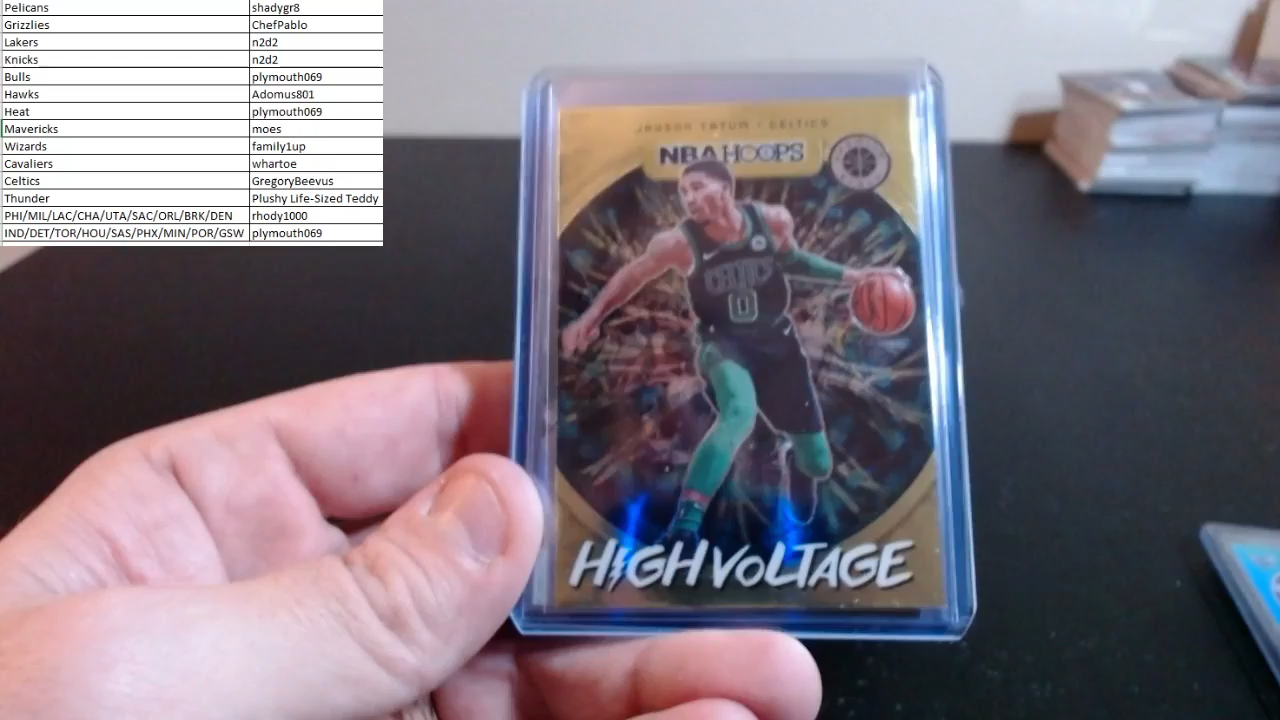 Pelicans shadygr8
Grizzlies ChefPablo
Lakers n2d2
Knicks n2d2
Bulls plymouth069
Hawks Adomus801
Heat plymouth069
Mavericks moes
Wizards family1up
Cavaliers whartoe
Celtics GregoryBeevus
Thunder Plushy Life-Sized Teddy
PHI/MIL/LAC/CHA/UTA/SAC/ORL/BRK/DEN rhody1000
IND/DET/TOR/HOU/SAS/PHX/MIN/POR/GSW plymouth069
JAYSON TATUM · CELTICS
NBA HOOPS
CELTICS
0
HIGH VOLTAGE